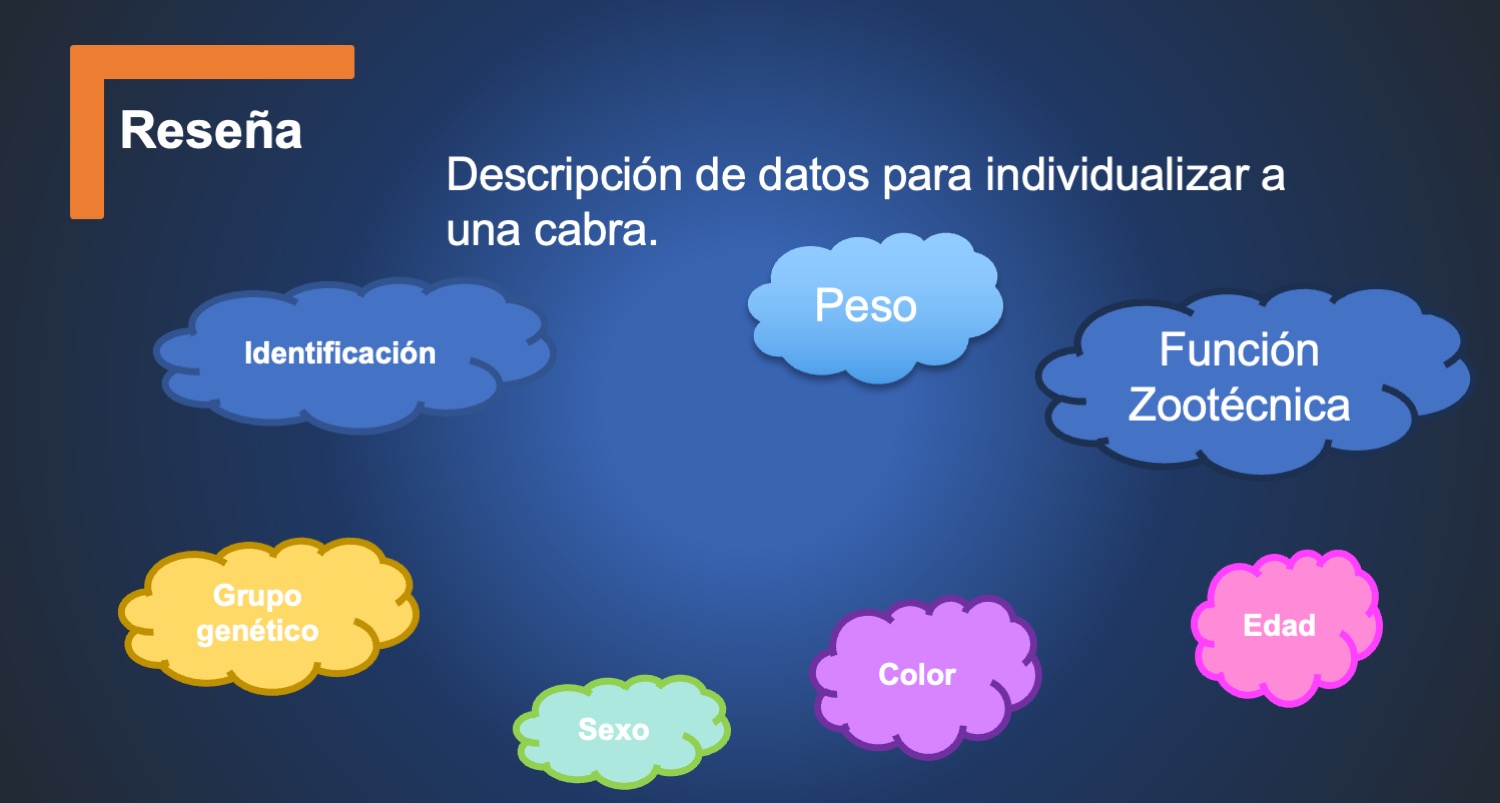 Reseña
Descripción de datos para individualizar a
una cabra.
Peso
Identificación
Función
Zootécnica
Grupo
genético
Sexo
Color
Edad